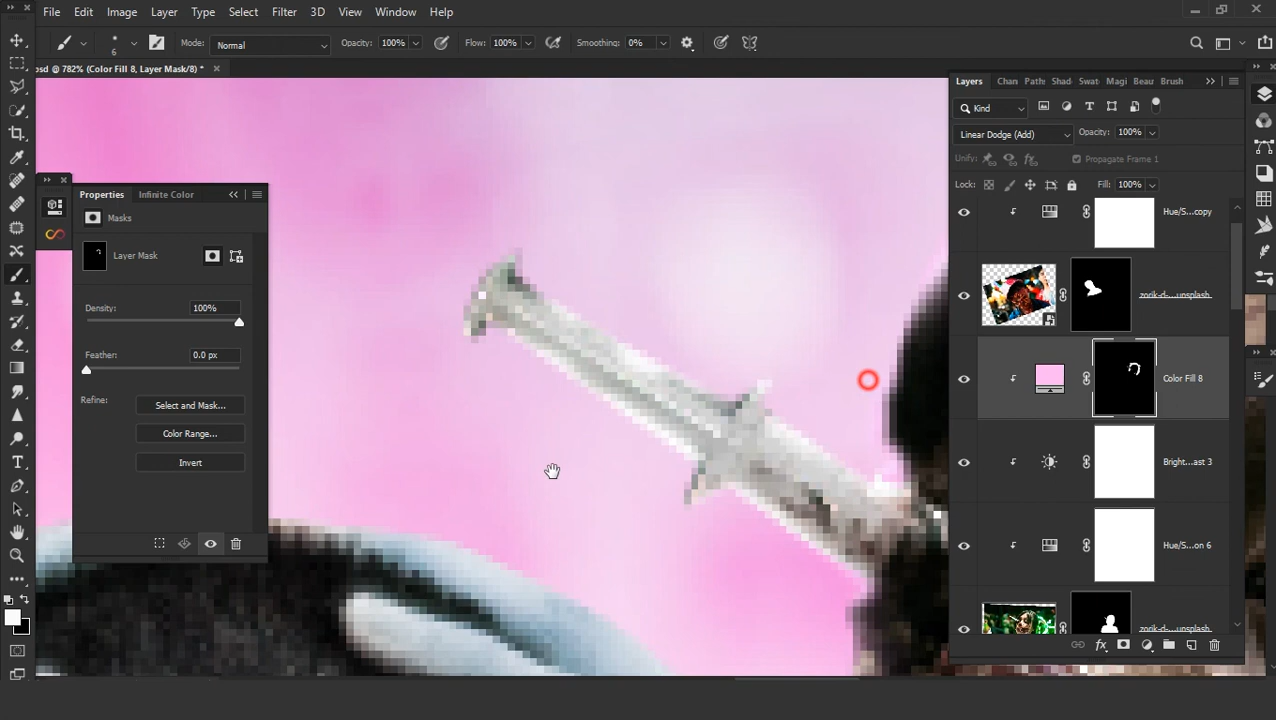 File Edit Image Layer Type Select Filter 3D View Window Help
6 Mode: Normal Opacity: 100% Flow: 100% Smoothing: 0%
psd @ 782% (Color Fill 8, Layer Mask/8) *
Layers Chan Paths Shad Swat Magi Beau Brush
Kind
Linear Dodge (Add) Opacity: 100%
Unify: Propagate Frame 1
Lock: Fill: 100%
Hue/S... copy
zorik-d-...unsplash
Color Fill 8
Bright...ast 3
Hue/S...on 6
zorik-d-...unsplash
Properties Infinite Color
Masks
Layer Mask
Density: 100%
Feather: 0.0 px
Refine: Select and Mask...
Color Range...
Invert